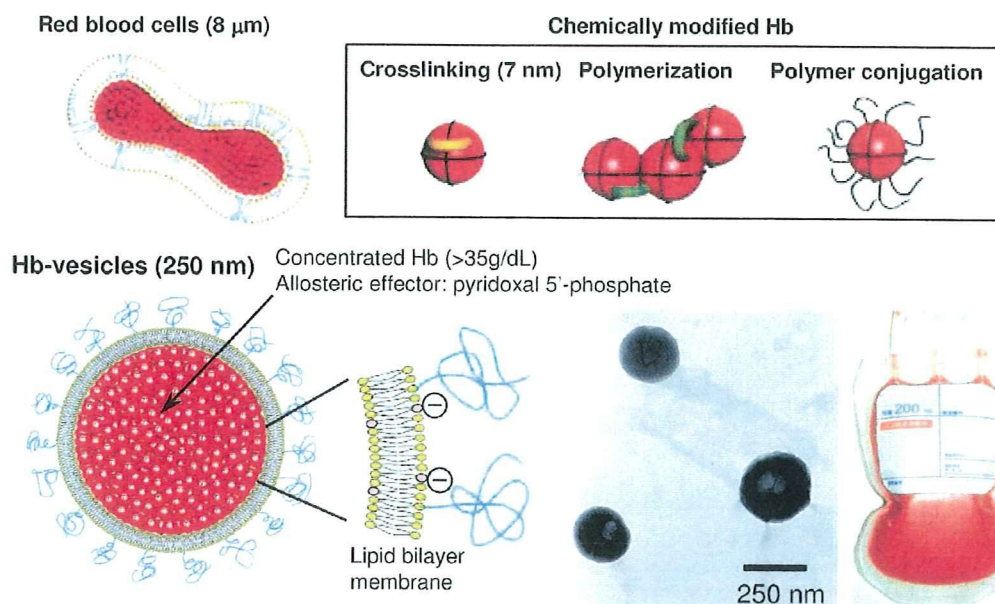 Red blood cells (8 μm)
Chemically modified Hb
Crosslinking (7 nm)
Polymerization
Polymer conjugation
Hb-vesicles (250 nm)
Concentrated Hb (>35g/dL)
Allosteric effector: pyridoxal 5'-phosphate
Lipid bilayer
membrane
250 nm
200